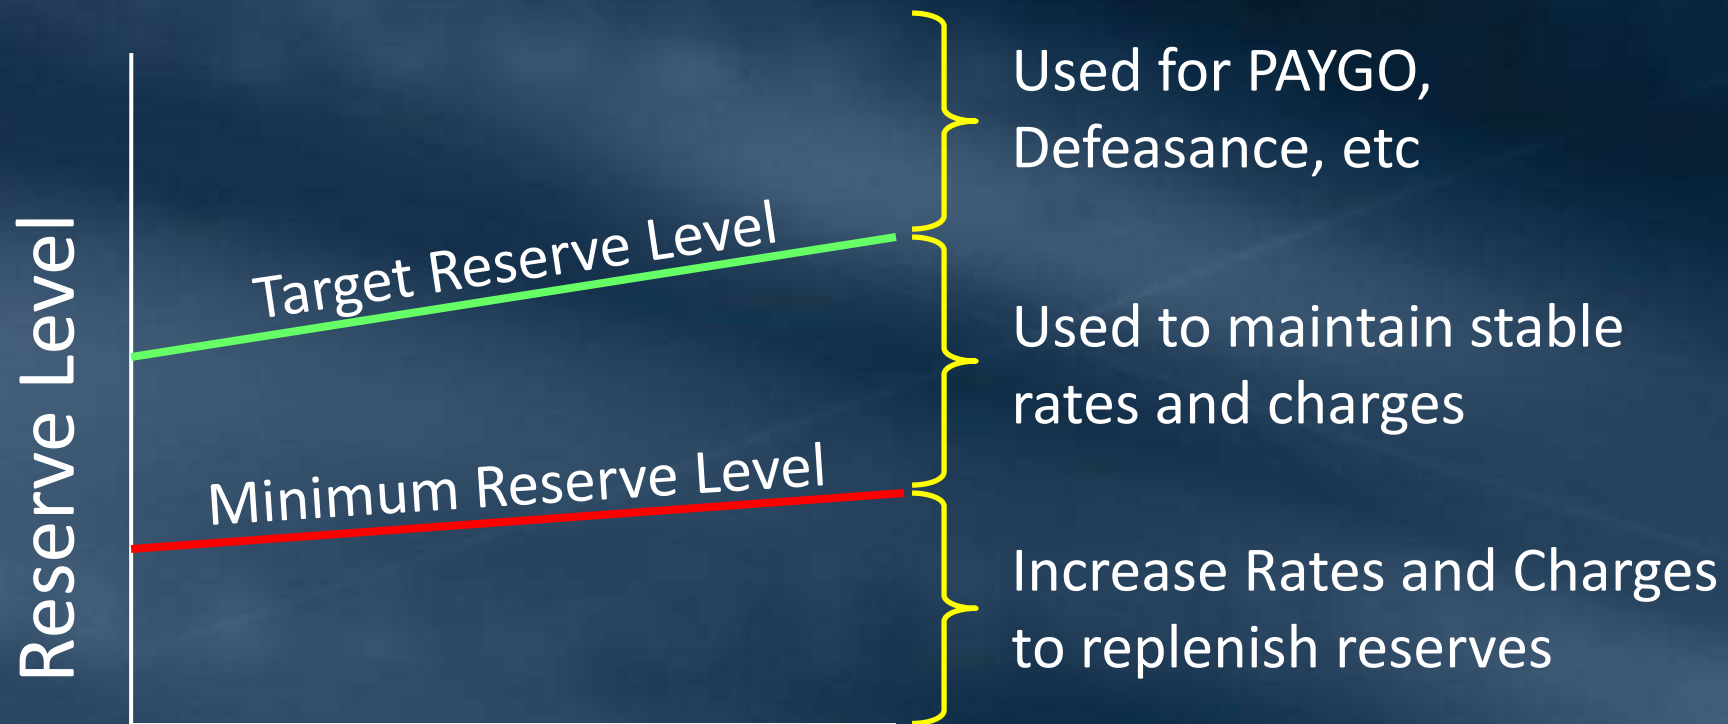 Reserve Level
Target Reserve Level
Minimum Reserve Level
Used for PAYGO,
Defeasance, etc
Used to maintain stable
rates and charges
Increase Rates and Charges
to replenish reserves